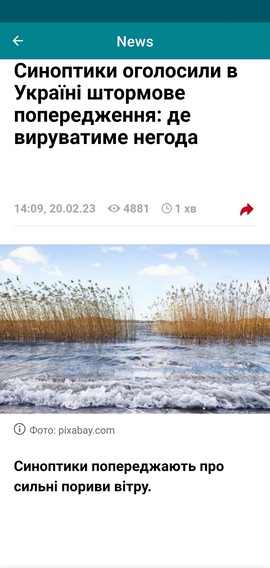 News
Синоптики оголосили в
Україні штормове
попередження: де
вируватиме негода
14:09, 20.02.23 4881 1 хв
Фото: pixabay.com
Синоптики попереджають про
сильні пориви вітру.